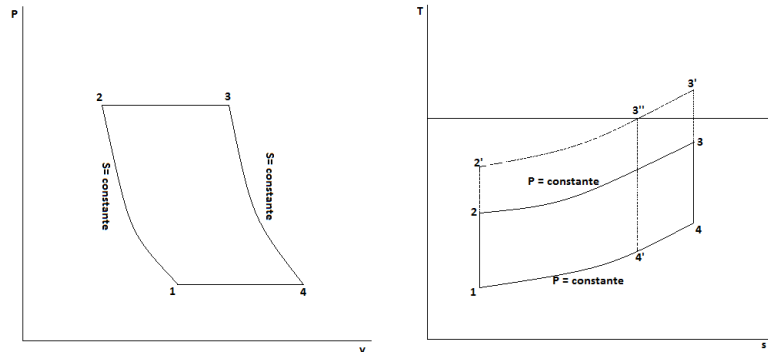 P
2
3
S= constante
S= constante
1
4
V
T
3'
3''
2'
3
P = constante
2
4
4'
1
P = constante
s